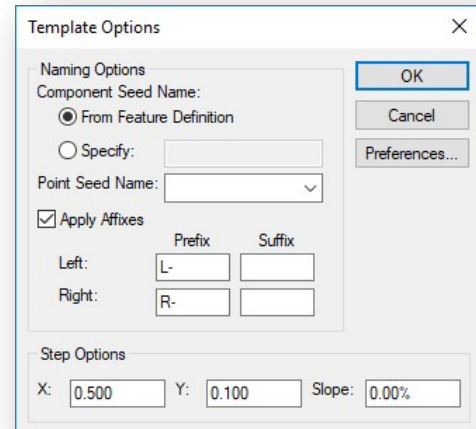 Template Options
Naming Options
Component Seed Name:
From Feature Definition
Specify:
Point Seed Name:
Apply Affixes
Prefix Suffix
Left: L-
Right: R-
OK
Cancel
Preferences...
Step Options
X: 0.500 Y: 0.100 Slope: 0.00%